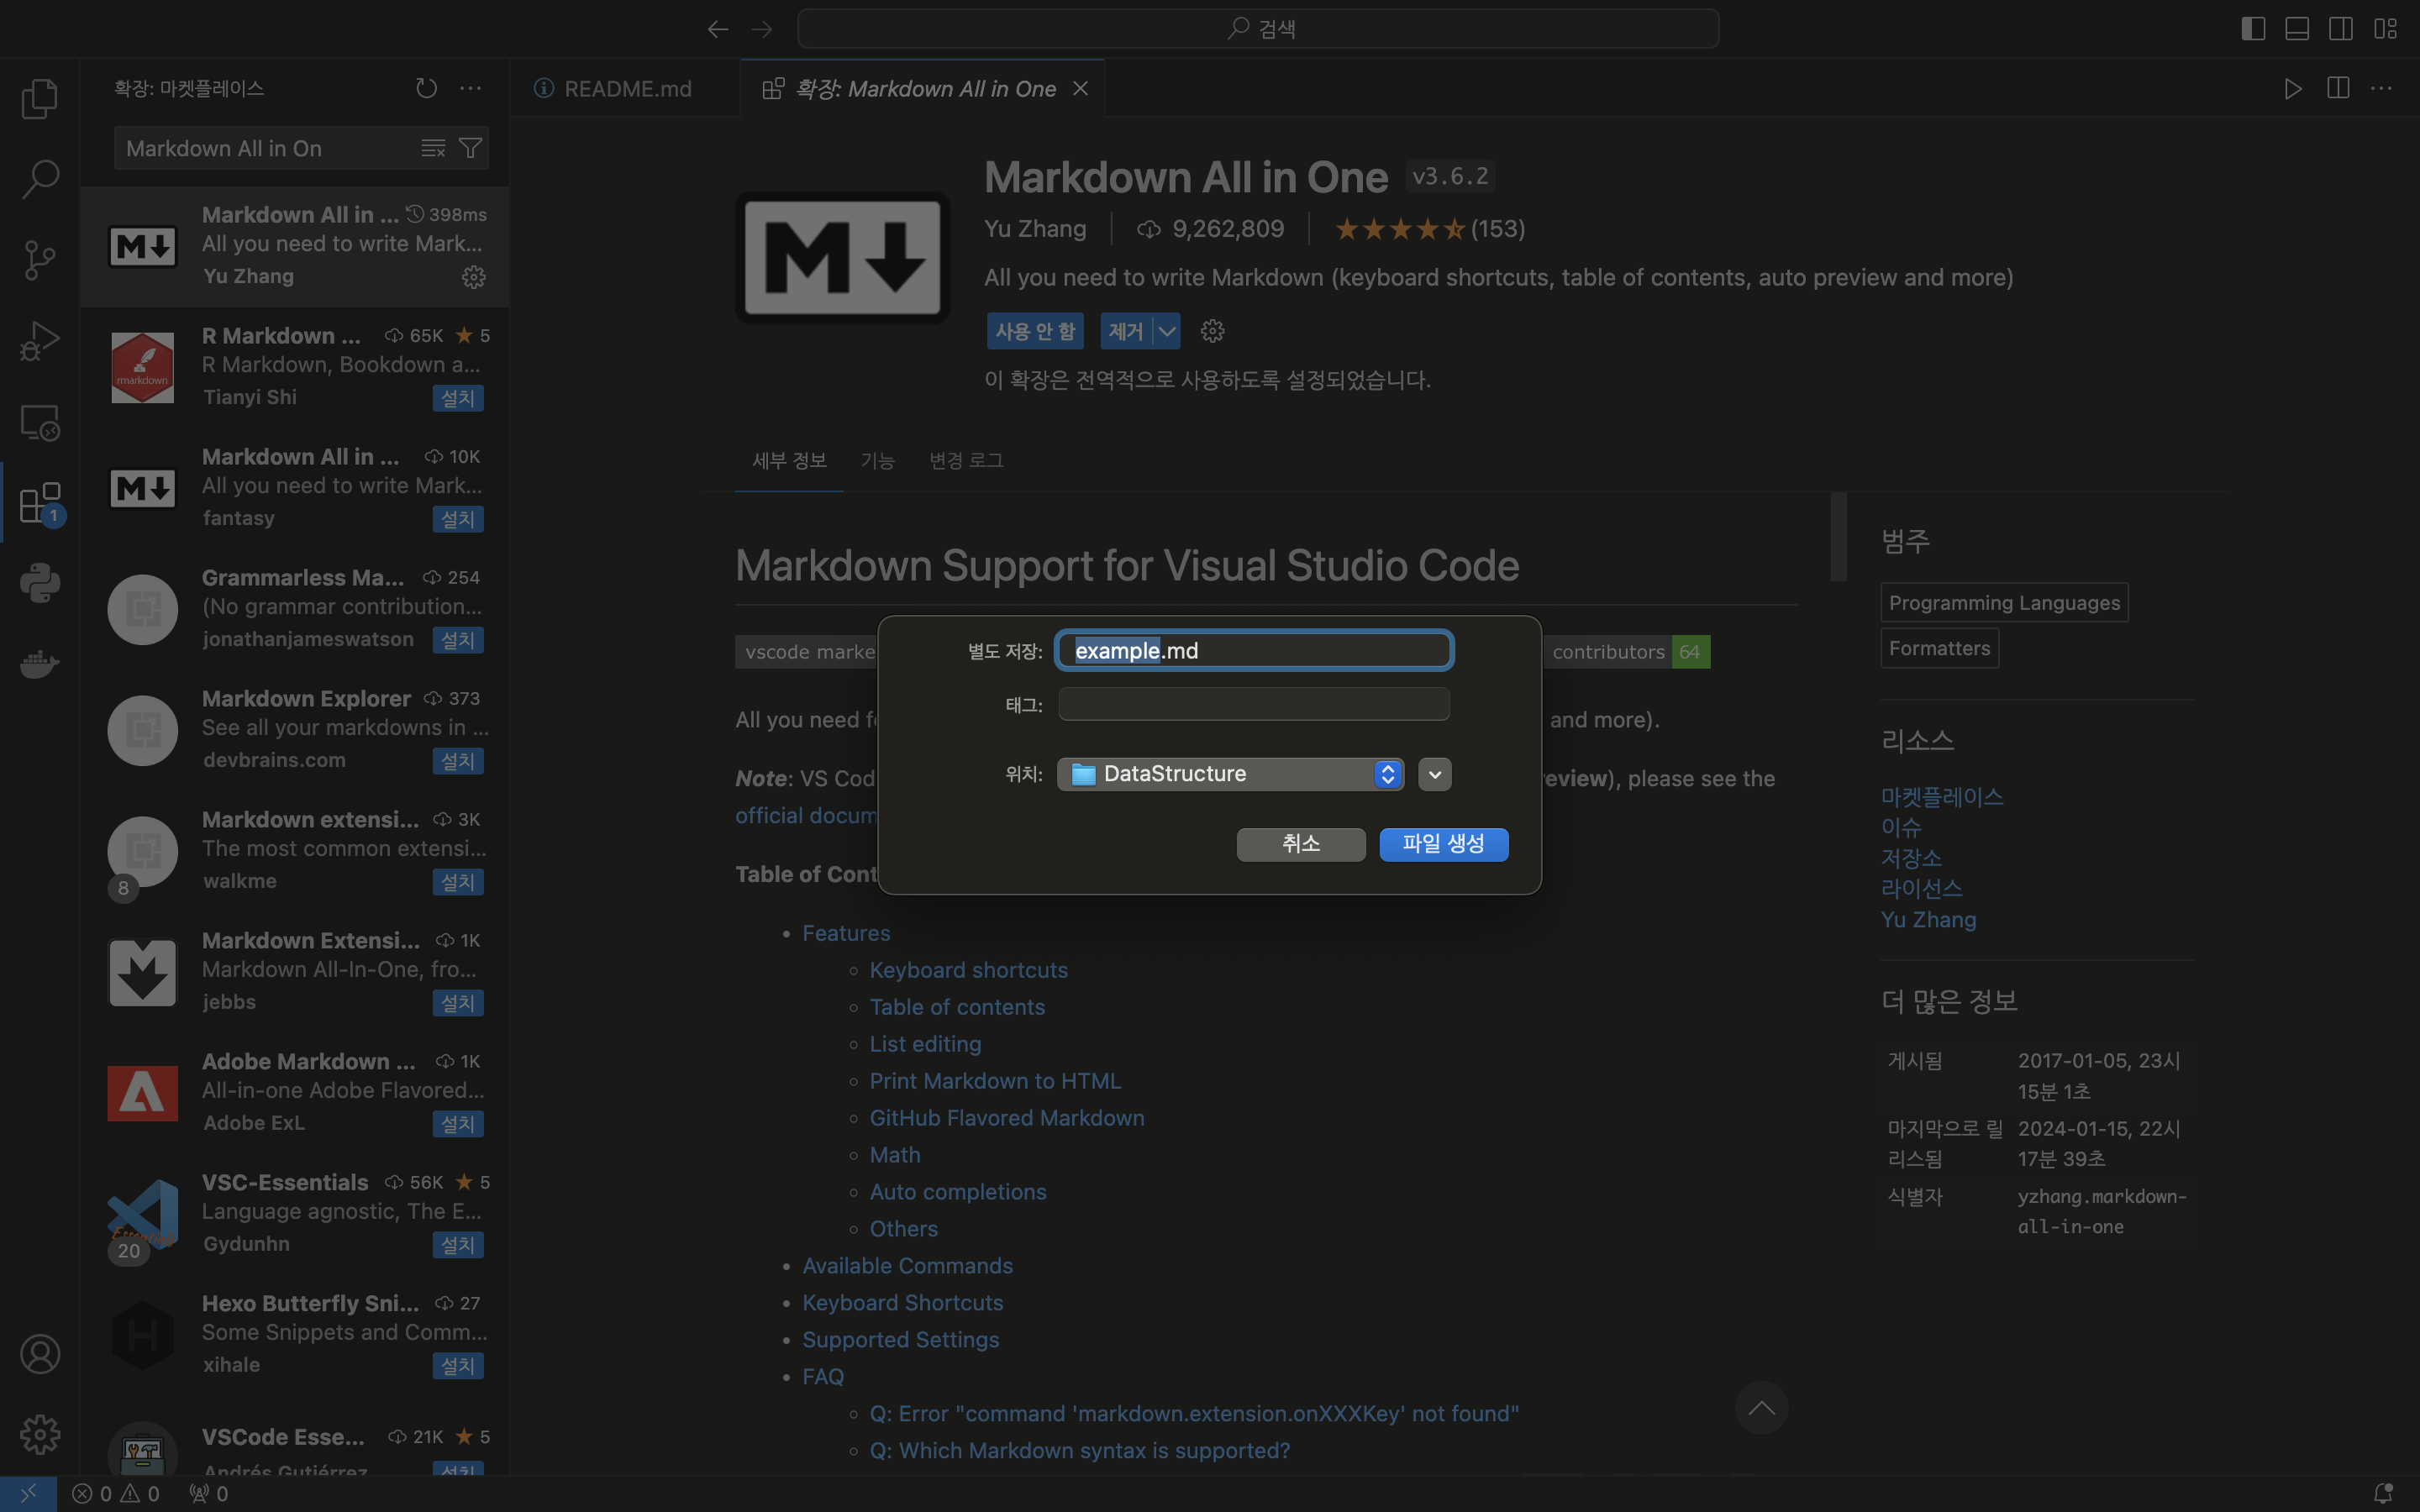 검색
확장: 마켓플레이스
README.md
확장: Markdown All in One
Markdown All in On
Markdown All in ... 398ms
All you need to write Mark...
Yu Zhang
R Markdown ... 65K 5
R Markdown, Bookdown a...
rmarkdown
Tianyi Shi 설치
Markdown All in ... 10K
All you need to write Mark...
fantasy 설치
Grammarless Ma... 254
(No grammar contribution...
jonathanjameswatson 설치
Markdown Explorer 373
See all your markdowns in ...
devbrains.com 설치
Markdown extensi... 3K
The most common extensi...
walkme 설치
8
Markdown Extensi... 1K
Markdown All-In-One, fro...
jebbs 설치
Adobe Markdown ... 1K
All-in-one Adobe Flavored...
Adobe ExL 설치
VSC-Essentials 56K 5
Language agnostic, The E...
Essentials
Gydunhn 설치
20
Hexo Butterfly Sni... 27
Some Snippets and Comm...
xihale 설치
VSCode Esse... 21K 5
Andrés Gutiérrez 설치
1
Markdown All in One v3.6.2
Yu Zhang 9,262,809 (153)
All you need to write Markdown (keyboard shortcuts, table of contents, auto preview and more)
사용 안 함 제거
이 확장은 전역적으로 사용하도록 설정되었습니다.
세부 정보 기능 변경 로그
Markdown Support for Visual Studio Code
vscode marke
contributors 64
All you need f
and more).
Note: VS Cod
eview), please see the
official docum
Table of Cont
별도 저장: example.md
태그:
위치: DataStructure
취소 파일 생성
• Features
Keyboard shortcuts
Table of contents
List editing
Print Markdown to HTML
GitHub Flavored Markdown
Math
Auto completions
Others
• Available Commands
• Keyboard Shortcuts
• Supported Settings
• FAQ
Q: Error "command 'markdown.extension.onXXXKey' not found"
Q: Which Markdown syntax is supported?
범주
Programming Languages
Formatters
리소스
마켓플레이스
이슈
저장소
라이선스
Yu Zhang
더 많은 정보
게시됨 2017-01-05, 23시
15분 1초
마지막으로 릴 2024-01-15, 22시
리스됨 17분 39초
식별자 yzhang.markdown-
all-in-one
0 0 0